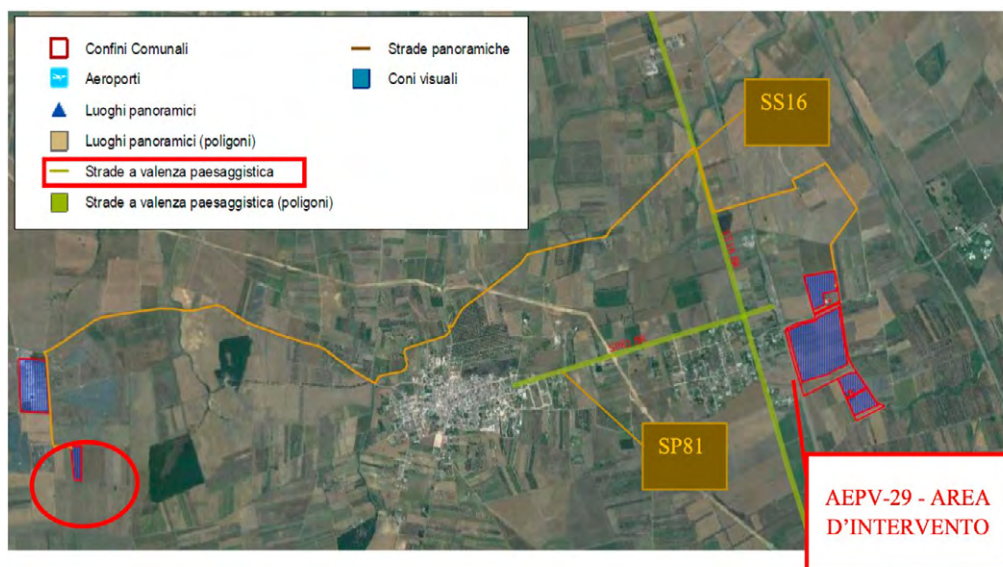 Confini Comunali
Aeroporti
Luoghi panoramici
Luoghi panoramici (poligoni)
Strade a valenza paesaggistica
Strade a valenza paesaggistica (poligoni)
Strade panoramiche
Coni visuali
SS16
SP81
AEPV-29 - AREA
D'INTERVENTO